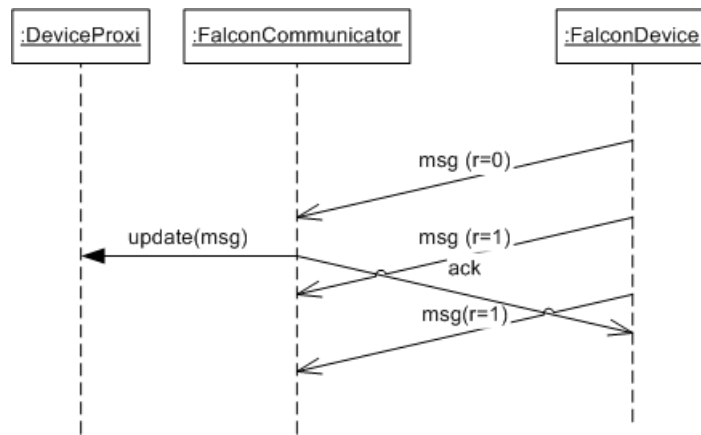 :DeviceProxi
:FalconCommunicator
:FalconDevice
msg (r=0)
update(msg)
msg (r=1)
ack
msg(r=1)